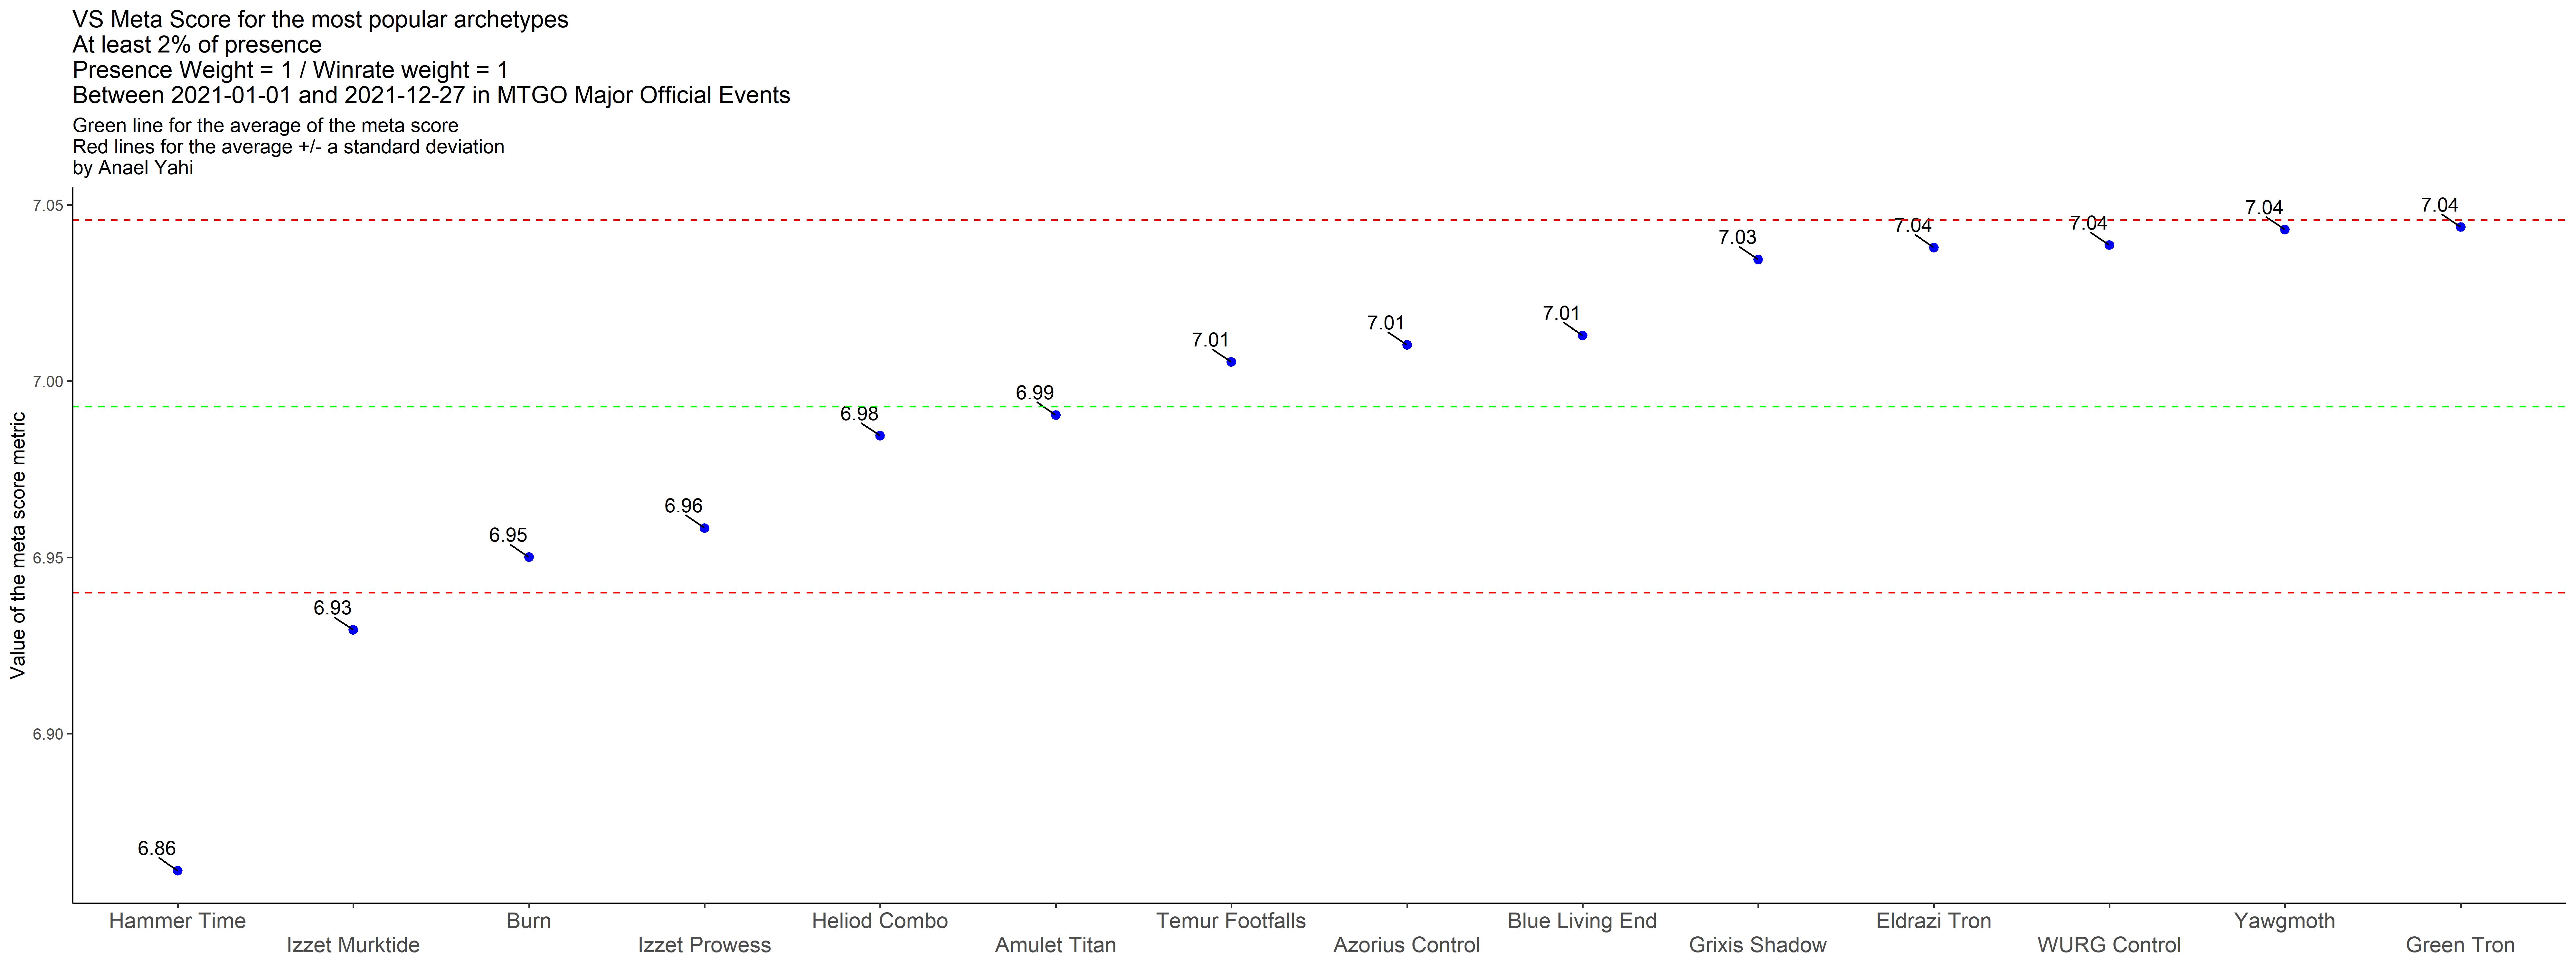 VS Meta Score for the most popular archetypes
At least 2% of presence
Presence Weight = 1 / Winrate weight = 1
Between 2021-01-01 and 2021-12-27 in MTGO Major Official Events
Green line for the average of the meta score
Red lines for the average +/- a standard deviation
by Anael Yahi
Value of the meta score metric
7.05
7.00
6.95
6.90
6.86
6.93
6.95
6.96
6.98
6.99
7.01
7.01
7.01
7.03
7.04
7.04
7.04
7.04
Hammer Time
Izzet Murktide
Burn
Izzet Prowess
Heliod Combo
Amulet Titan
Temur Footfalls
Azorius Control
Blue Living End
Grixis Shadow
Eldrazi Tron
WURG Control
Yawgmoth
Green Tron